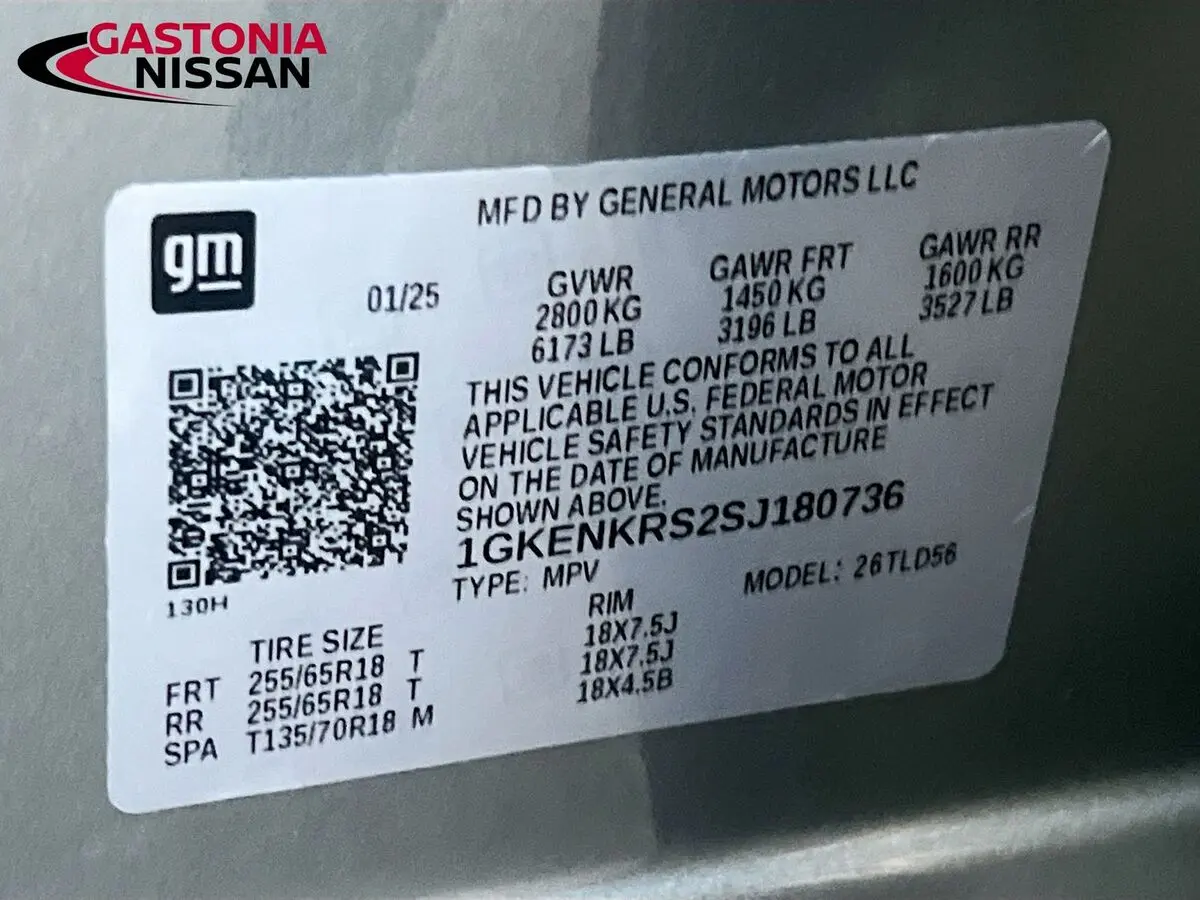 GASTONIA
NISSAN
MFD BY GENERAL MOTORS LLC
gm
01/25
GVWR
2800 KG
6173 LB
GAWR FRT
1450 KG
3196 LB
GAWR RR
1600 KG
3527 LB
THIS VEHICLE CONFORMS TO ALL
APPLICABLE U.S. FEDERAL MOTOR
VEHICLE SAFETY STANDARDS IN EFFECT
ON THE DATE OF MANUFACTURE
SHOWN ABOVE.
1GKENKRS2SJ180736
TYPE: MPV MODEL: 26TLD56
130H
TIRE SIZE RIM
FRT 255/65R18 T 18X7.5J
RR 255/65R18 T 18X7.5J
SPA T135/70R18 M 18X4.5B